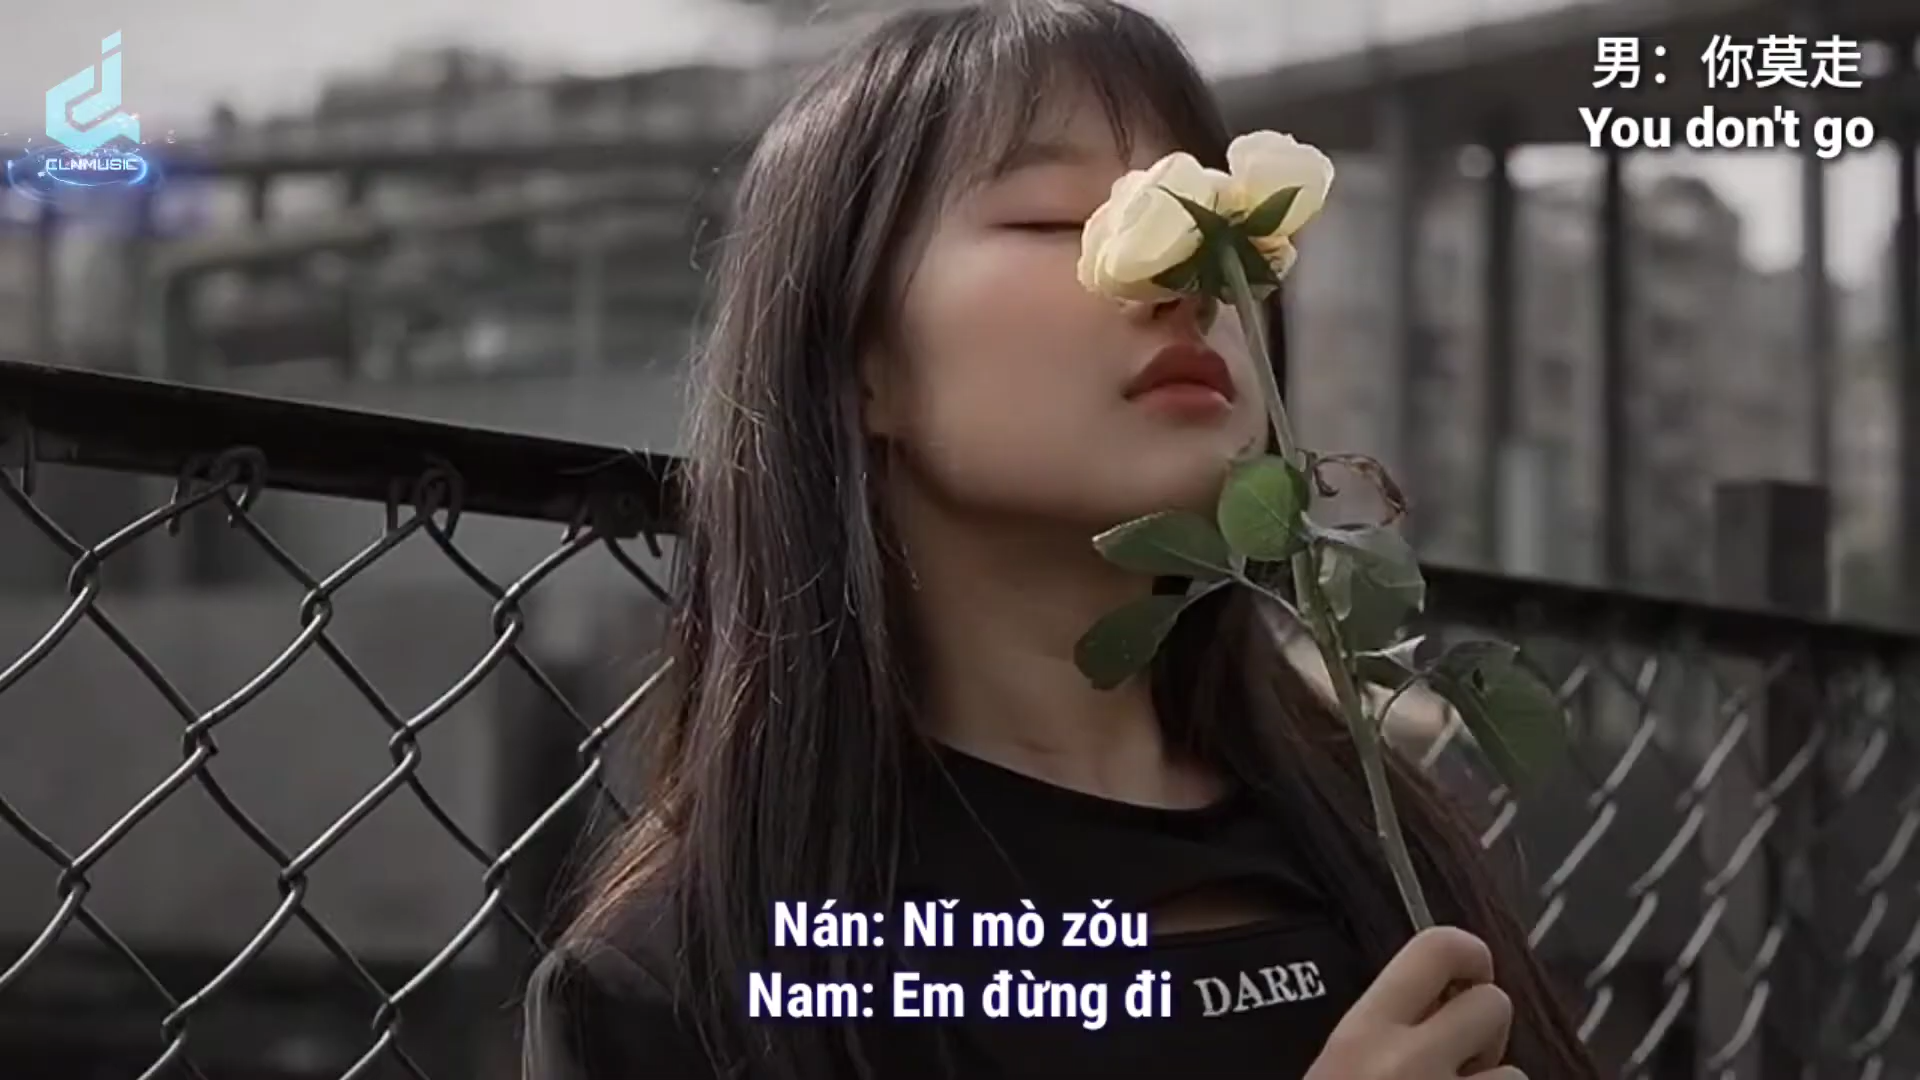 CLNMUSIC
男：你莫走
You don't go
Nán: Nǐ mò zǒu
Nam: Em đừng đi
DARE